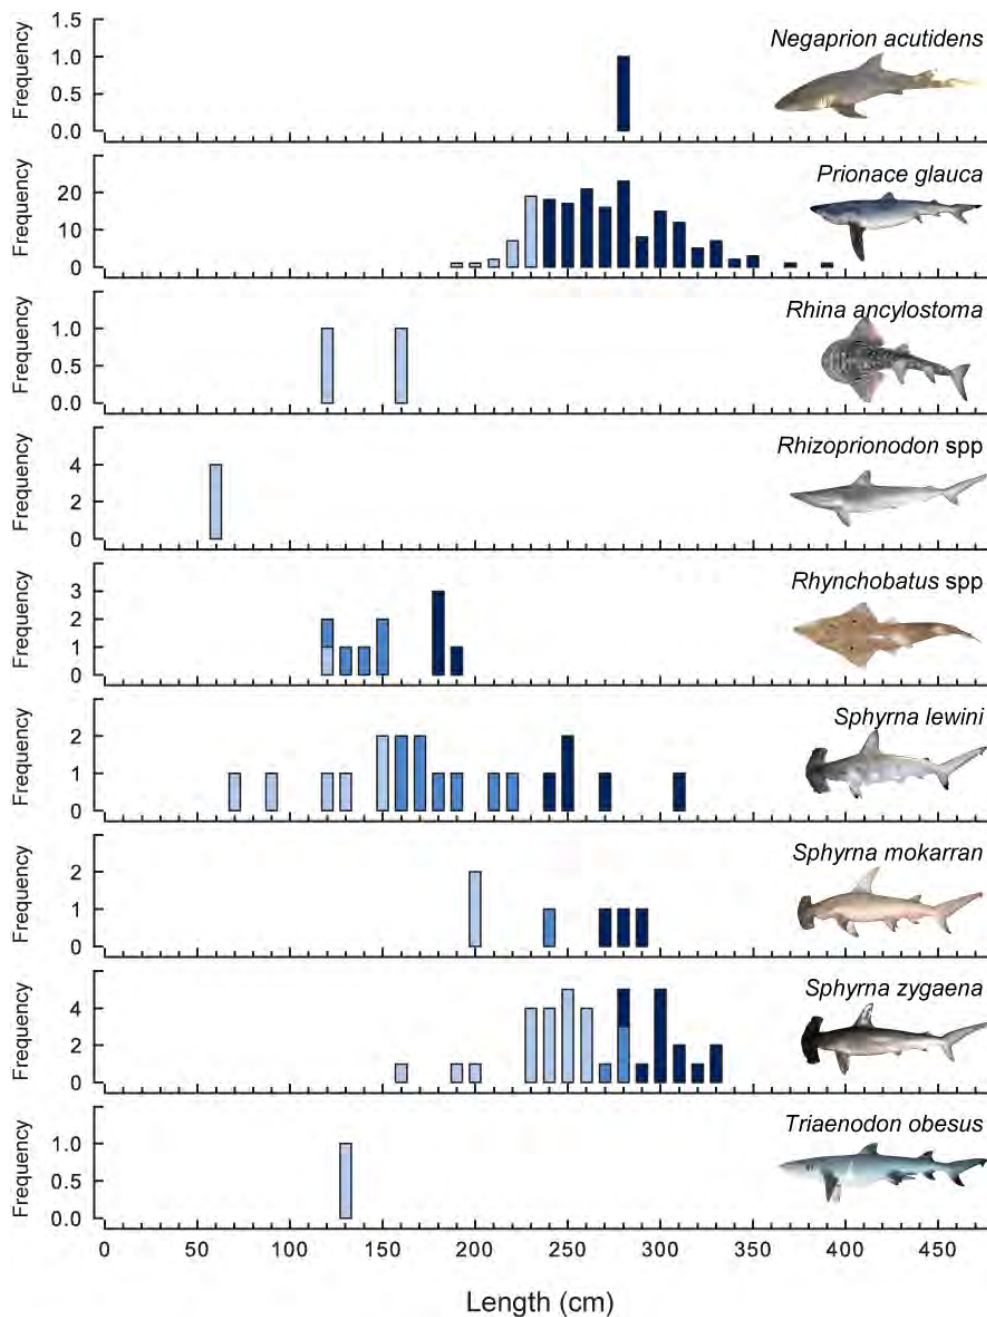 Frequency
1.5
1.0
0.5
0.0
Negaprion acutidens
Frequency
20
10
0
Prionace glauca
Frequency
1.0
0.5
0.0
Rhina ancylostoma
Frequency
4
2
0
Rhizoprionodon spp
Frequency
3
2
1
0
Rhynchobatus spp
Frequency
2
1
0
Sphyrna lewini
Frequency
2
1
0
Sphyrna mokarran
Frequency
4
2
0
Sphyrna zygaena
Frequency
1.0
0.5
0.0
Triaenodon obesus
0 50 100 150 200 250 300 350 400 450
Length (cm)